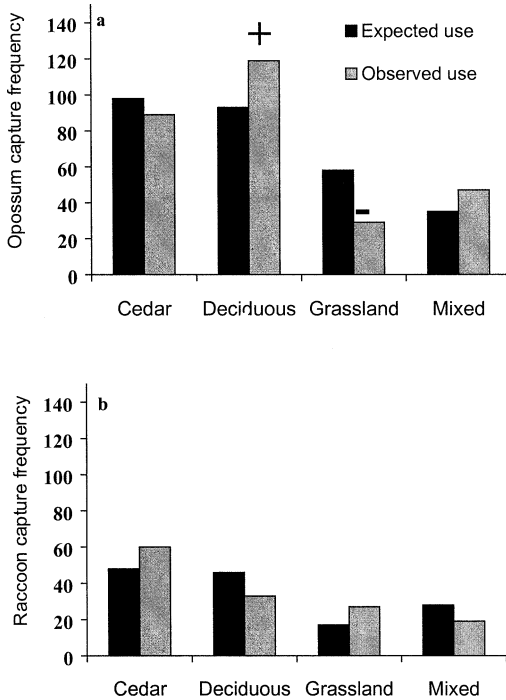 a
Opossum capture frequency
140
120
100
80
60
40
20
0
+
-
Expected use
Observed use
Cedar Deciduous Grassland Mixed
b
Raccoon capture frequency
140
120
100
80
60
40
20
0
Cedar Deciduous Grassland Mixed